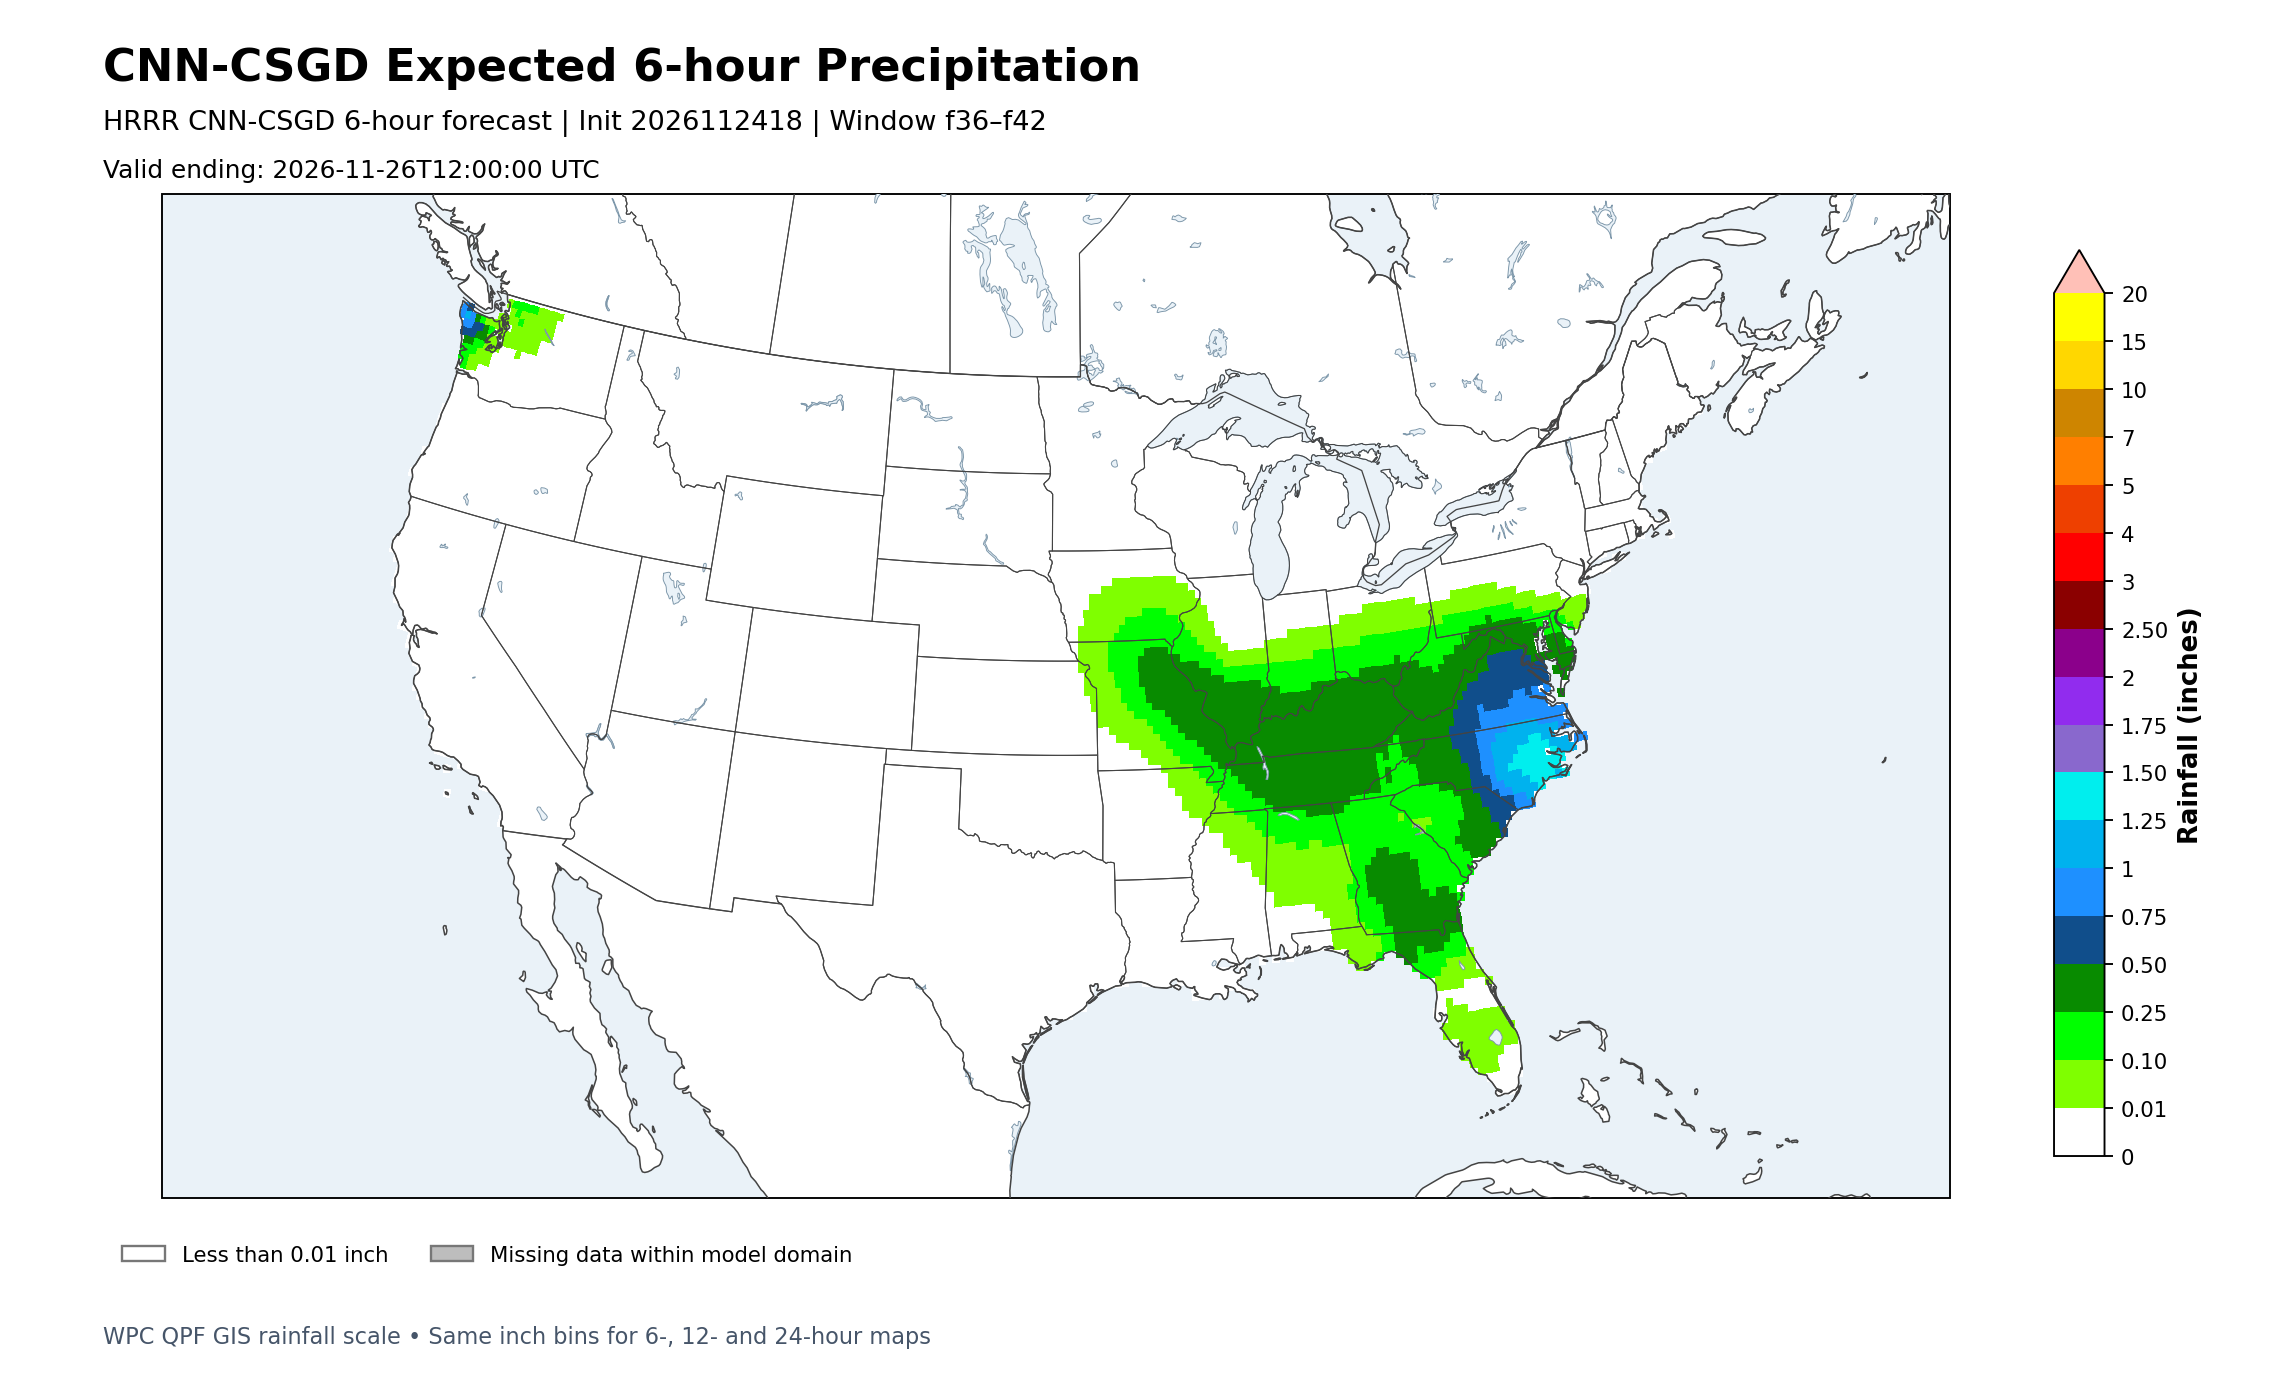 CNN-CSGD Expected 6-hour Precipitation
HRRR CNN-CSGD 6-hour forecast | Init 2026112418 | Window f36–f42
Valid ending: 2026-11-26T12:00:00 UTC
20
15
10
7
5
4
3
2.50
2
1.75
1.50
1.25
1
0.75
0.50
0.25
0.10
0.01
0
Rainfall (inches)
Less than 0.01 inch
Missing data within model domain
WPC QPF GIS rainfall scale • Same inch bins for 6-, 12- and 24-hour maps